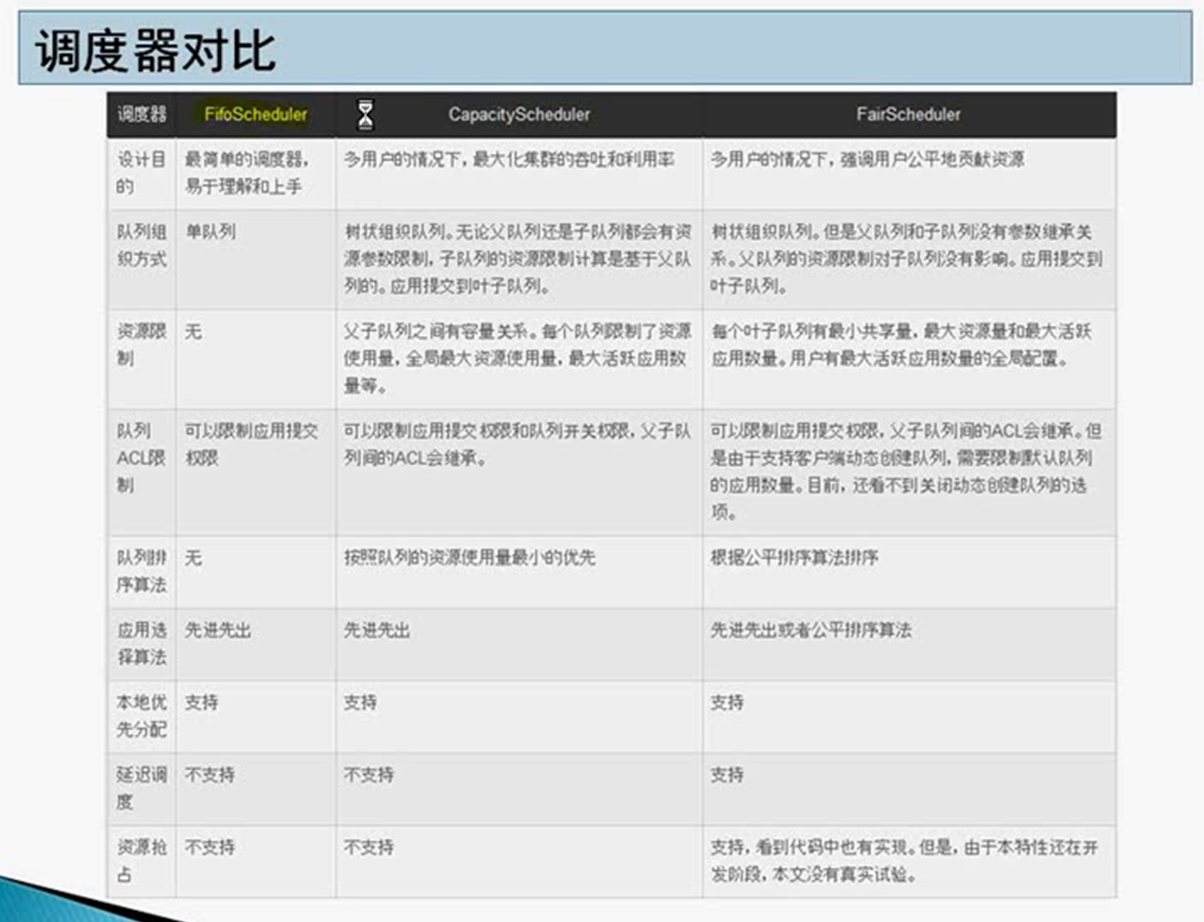 调度器对比
调度器 FifoScheduler CapacityScheduler FairScheduler
设计目的
最简单的调度器，
易于理解和上手
多用户的情况下，最大化集群的吞吐和利用率
多用户的情况下，强调用户公平地贡献资源
队列组
织方式
单队列
树状组织队列。无论父队列还是子队列都会有资
源参数限制，子队列的资源限制计算是基于父队
列的。应用提交到叶子队列。
树状组织队列。但是父队列和子队列没有参数继承关
系。父队列的资源限制对子队列没有影响。应用提交到
叶子队列。
资源限
制
无
父子队列之间有容量关系。每个队列限制了资源
使用量，全局最大资源使用量，最大活跃应用数
量等。
每个叶子队列有最小共享量，最大资源量和最大活跃
应用数量。用户有最大活跃应用数量的全局配置。
队列
ACL限
制
可以限制应用提交
权限
可以限制应用提交权限和队列开关权限，父子队
列间的ACL会继承。
可以限制应用提交权限，父子队列间的ACL会继承。但
是由于支持客户端动态创建队列，需要限制默认队列
的应用数量。目前，还看不到关闭动态创建队列的选
项。
队列排
序算法
无
按照队列的资源使用量最小的优先
根据公平排序算法排序
应用选
择算法
先进先出
先进先出
先进先出或者公平排序算法
本地优
先分配
支持
支持
支持
延迟调
度
不支持
不支持
支持
资源抢
占
不支持
不支持
支持，看到代码中也有实现。但是，由于本特性还在开
发阶段，本文没有真实试验。